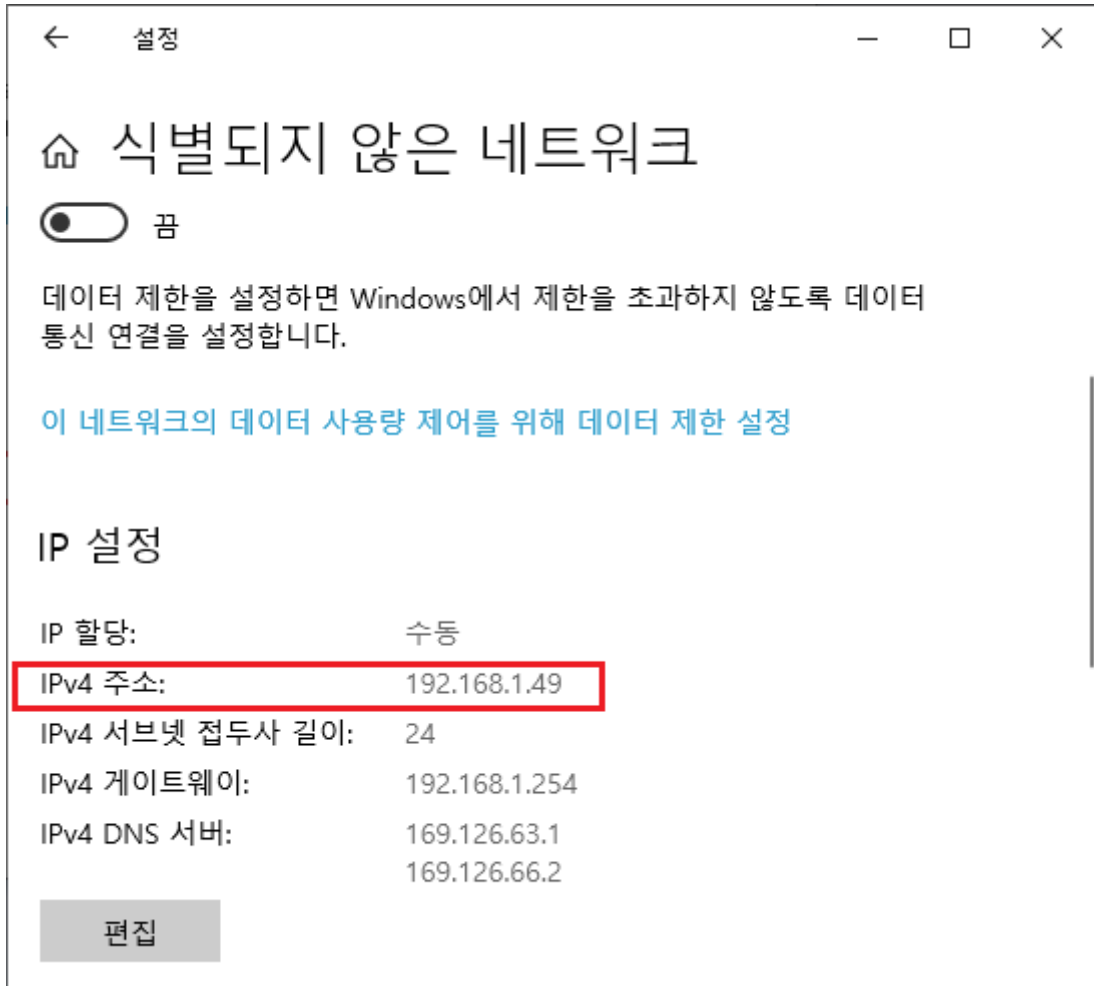 설정
식별되지 않은 네트워크
끔
데이터 제한을 설정하면 Windows에서 제한을 초과하지 않도록 데이터
통신 연결을 설정합니다.
이 네트워크의 데이터 사용량 제어를 위해 데이터 제한 설정
IP 설정
IP 할당: 수동
IPv4 주소: 192.168.1.49
IPv4 서브넷 접두사 길이: 24
IPv4 게이트웨이: 192.168.1.254
IPv4 DNS 서버: 169.126.63.1
169.126.66.2
편집